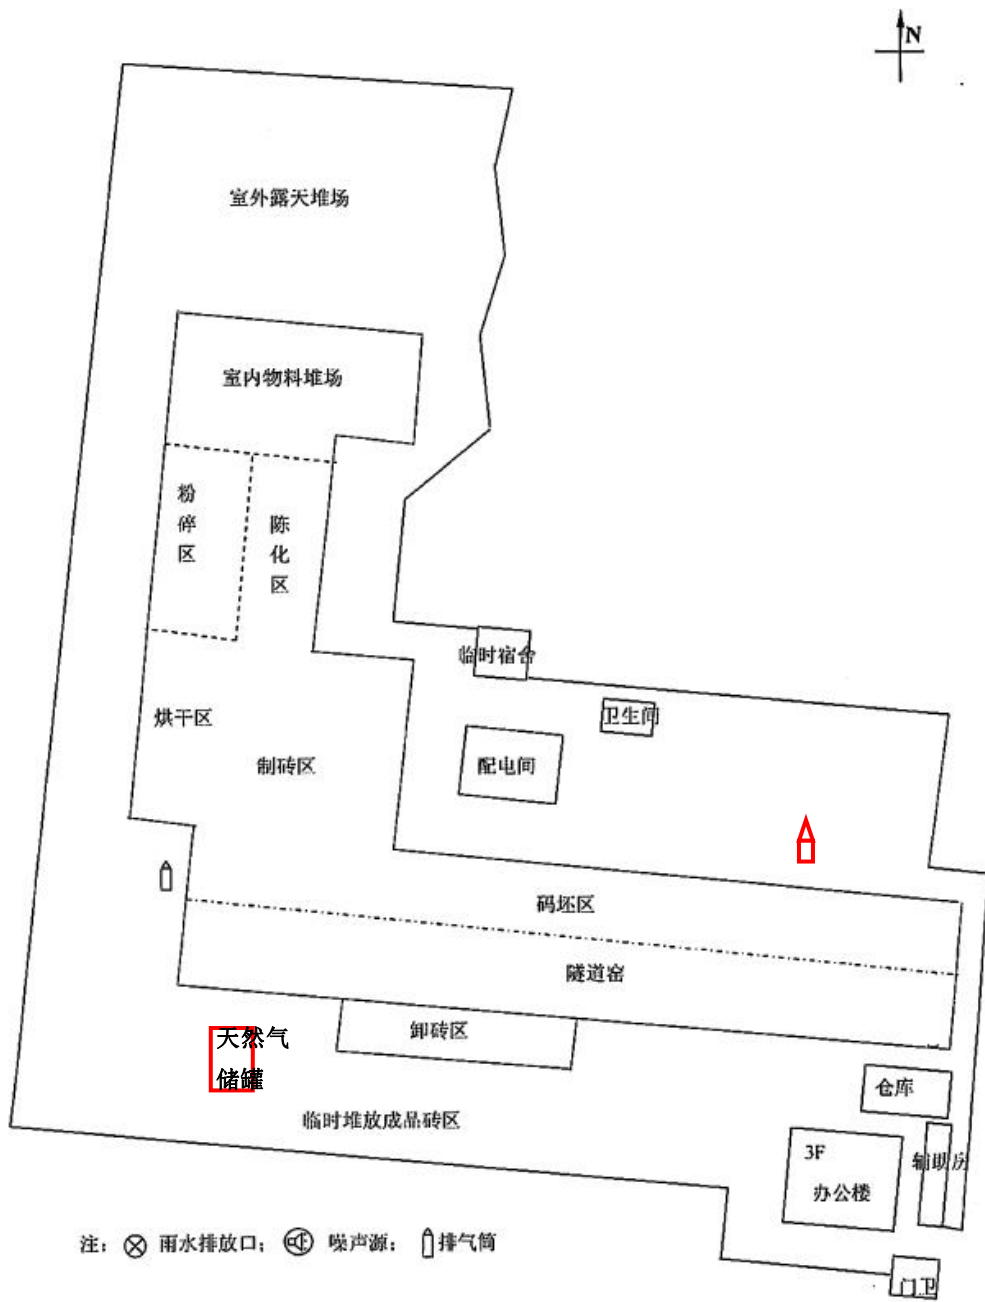 N
室外露天堆场
室内物料堆场
粉碎区
陈化区
临时宿舍
烘干区
卫生间
制砖区
配电间
码坯区
隧道窑
卸砖区
天然气
储罐
仓库
临时堆放成品砖区
3F
办公楼
辅助房
注： 雨水排放口； 噪声源； 排气筒
门卫